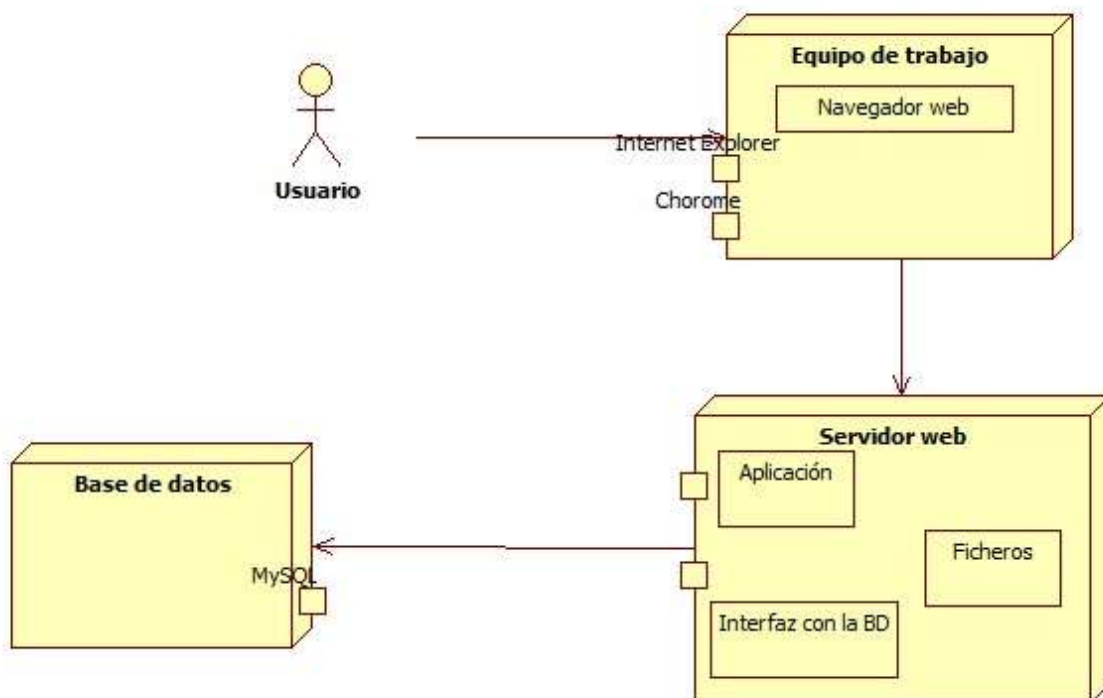 Equipo de trabajo
Navegador web
Internet Explorer
Chorome
Usuario
Servidor web
Aplicación
Base de datos
Ficheros
MySQL
Interfaz con la BD